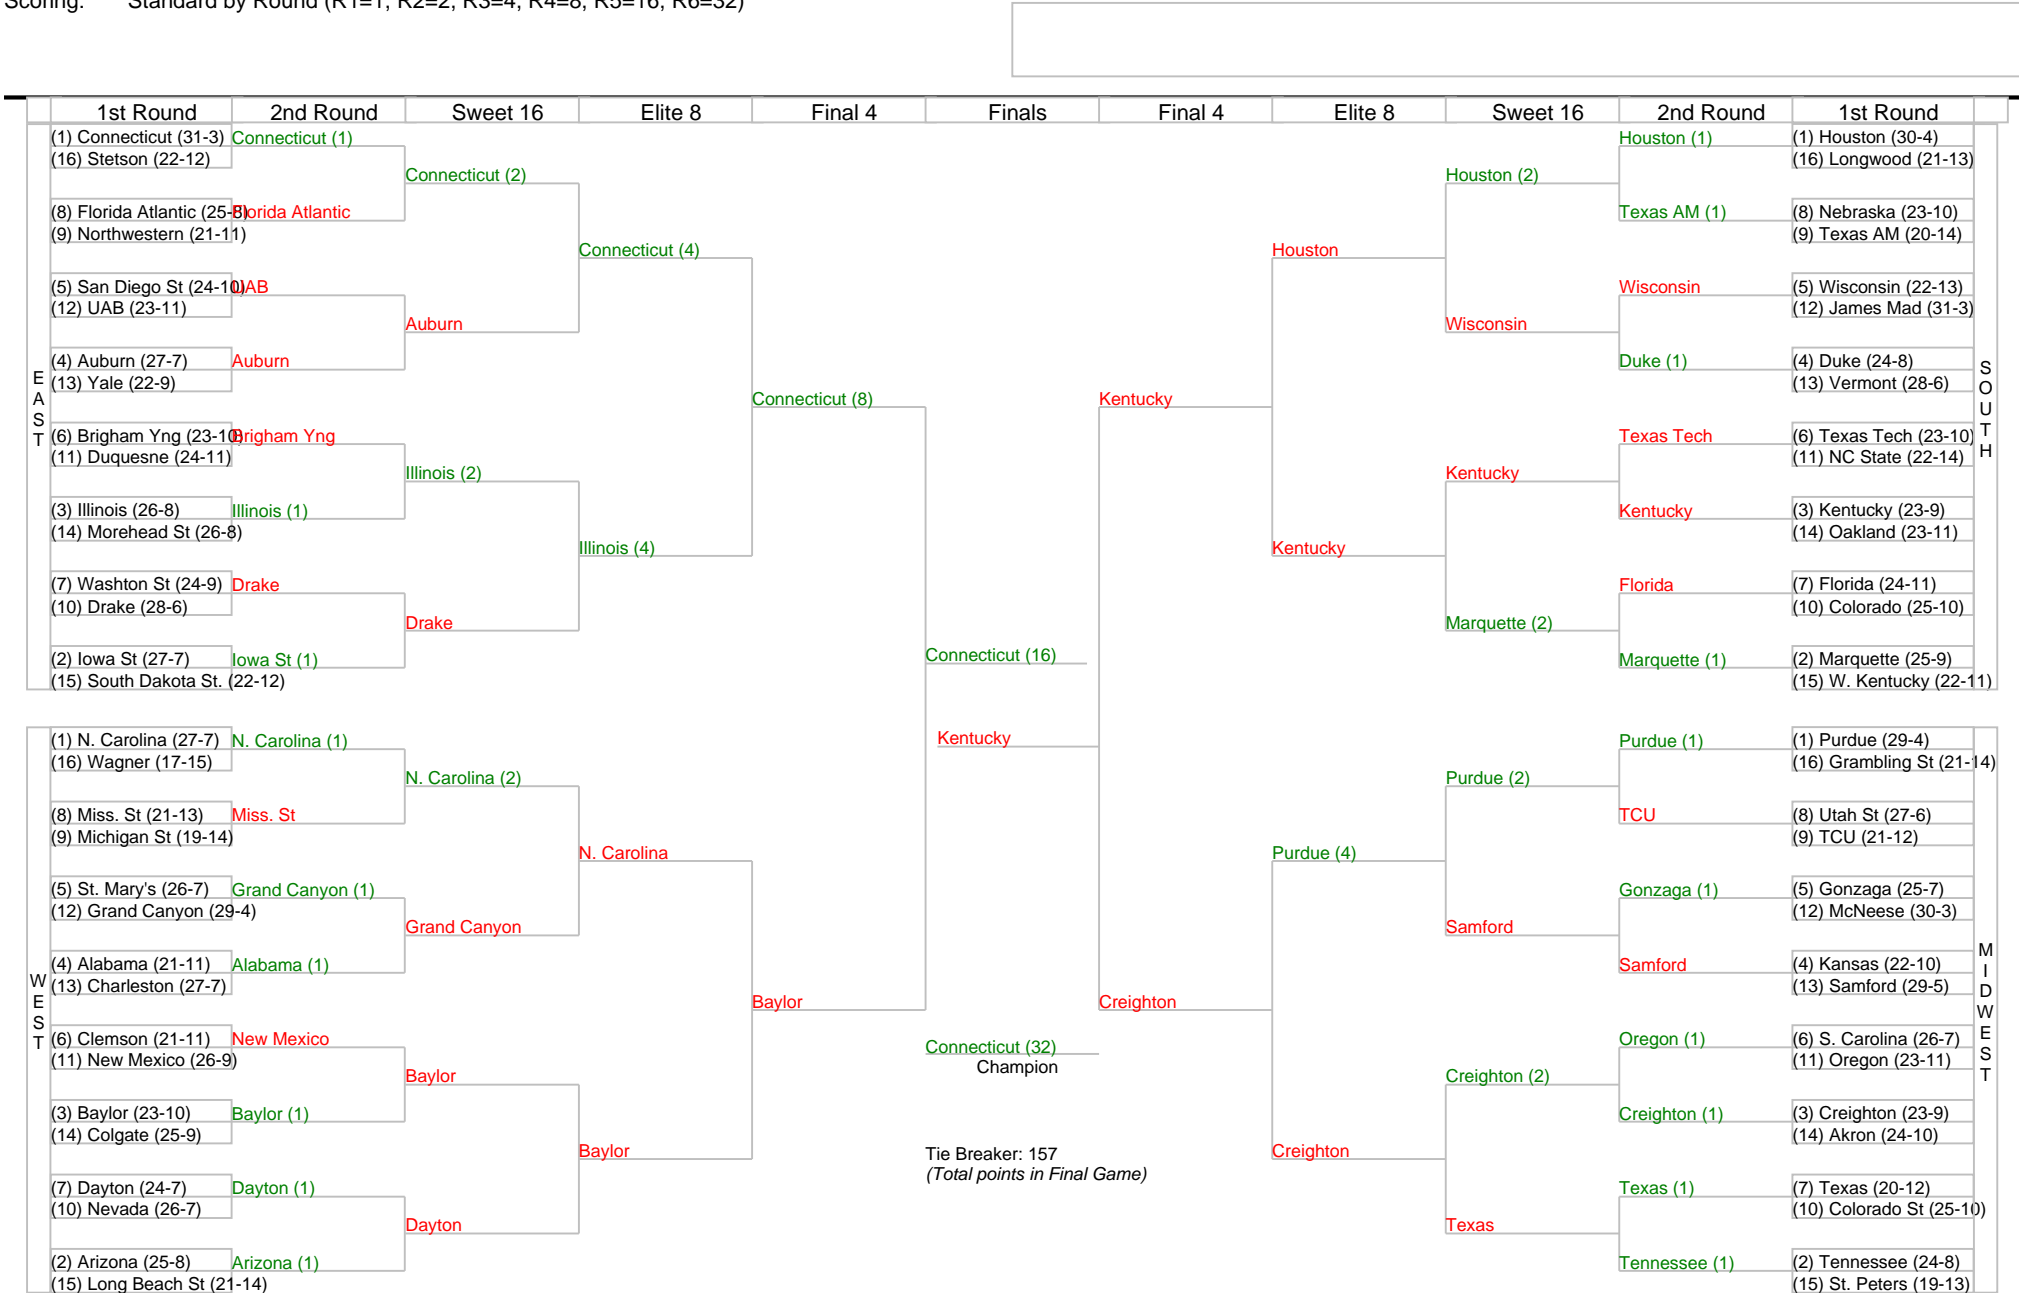 Scoring: Standard by Round (R1=1, R2=2, R3=4, R4=8, R5=16, R6=32)
1st Round 2nd Round Sweet 16 Elite 8 Final 4 Finals Final 4 Elite 8 Sweet 16 2nd Round 1st Round
EAST
(1) Connecticut (31-3)
(16) Stetson (22-12)
(8) Florida Atlantic (25-8)
(9) Northwestern (21-11)
(5) San Diego St (24-10)
(12) UAB (23-11)
(4) Auburn (27-7)
(13) Yale (22-9)
(6) Brigham Yng (23-10)
(11) Duquesne (24-11)
(3) Illinois (26-8)
(14) Morehead St (26-8)
(7) Washton St (24-9)
(10) Drake (28-6)
(2) Iowa St (27-7)
(15) South Dakota St. (22-12)
Connecticut (1)
Florida Atlantic
UAB
Auburn
Brigham Yng
Illinois (1)
Drake
Iowa St (1)
Connecticut (2)
Auburn
Illinois (2)
Drake
Connecticut (4)
Illinois (4)
Connecticut (8)
WEST
(1) N. Carolina (27-7)
(16) Wagner (17-15)
(8) Miss. St (21-13)
(9) Michigan St (19-14)
(5) St. Mary's (26-7)
(12) Grand Canyon (29-4)
(4) Alabama (21-11)
(13) Charleston (27-7)
(6) Clemson (21-11)
(11) New Mexico (26-9)
(3) Baylor (23-10)
(14) Colgate (25-9)
(7) Dayton (24-7)
(10) Nevada (26-7)
(2) Arizona (25-8)
(15) Long Beach St (21-14)
N. Carolina (1)
Miss. St
Grand Canyon (1)
Alabama (1)
New Mexico
Baylor (1)
Dayton (1)
Arizona (1)
N. Carolina (2)
Grand Canyon
Baylor
Dayton
N. Carolina
Baylor
Baylor
Connecticut (16)
Kentucky
Connecticut (32)
Champion
Tie Breaker: 157
(Total points in Final Game)
Kentucky
Houston
Kentucky
Houston (2)
Wisconsin
Kentucky
Marquette (2)
Houston (1)
Texas AM (1)
Wisconsin
Duke (1)
Texas Tech
Kentucky
Florida
Marquette (1)
(1) Houston (30-4)
(16) Longwood (21-13)
(8) Nebraska (23-10)
(9) Texas AM (20-14)
(5) Wisconsin (22-13)
(12) James Mad (31-3)
(4) Duke (24-8)
(13) Vermont (28-6)
(6) Texas Tech (23-10)
(11) NC State (22-14)
(3) Kentucky (23-9)
(14) Oakland (23-11)
(7) Florida (24-11)
(10) Colorado (25-10)
(2) Marquette (25-9)
(15) W. Kentucky (22-11)
SOUTH
Creighton
Purdue (4)
Creighton
Purdue (2)
Samford
Creighton (2)
Texas
Purdue (1)
TCU
Gonzaga (1)
Samford
Oregon (1)
Creighton (1)
Texas (1)
Tennessee (1)
(1) Purdue (29-4)
(16) Grambling St (21-14)
(8) Utah St (27-6)
(9) TCU (21-12)
(5) Gonzaga (25-7)
(12) McNeese (30-3)
(4) Kansas (22-10)
(13) Samford (29-5)
(6) S. Carolina (26-7)
(11) Oregon (23-11)
(3) Creighton (23-9)
(14) Akron (24-10)
(7) Texas (20-12)
(10) Colorado St (25-10)
(2) Tennessee (24-8)
(15) St. Peters (19-13)
MIDWEST